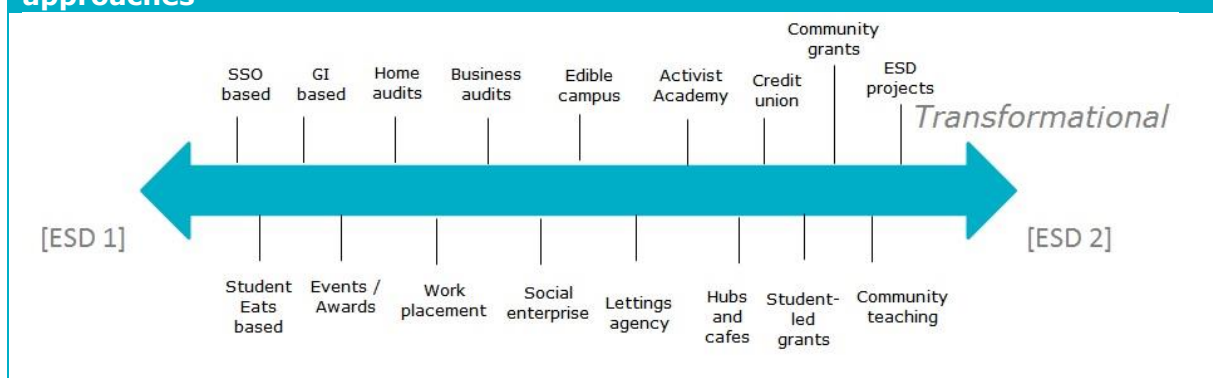 approaches
Community
grants
SSO
based
GI
based
Home
audits
Business
audits
Edible
campus
Activist
Academy
Credit
union
ESD
projects
Transformational
[ESD 1]
[ESD 2]
Student
Eats
based
Events /
Awards
Work
placement
Social
enterprise
Lettings
agency
Hubs
and
cafes
Student-
led
grants
Community
teaching